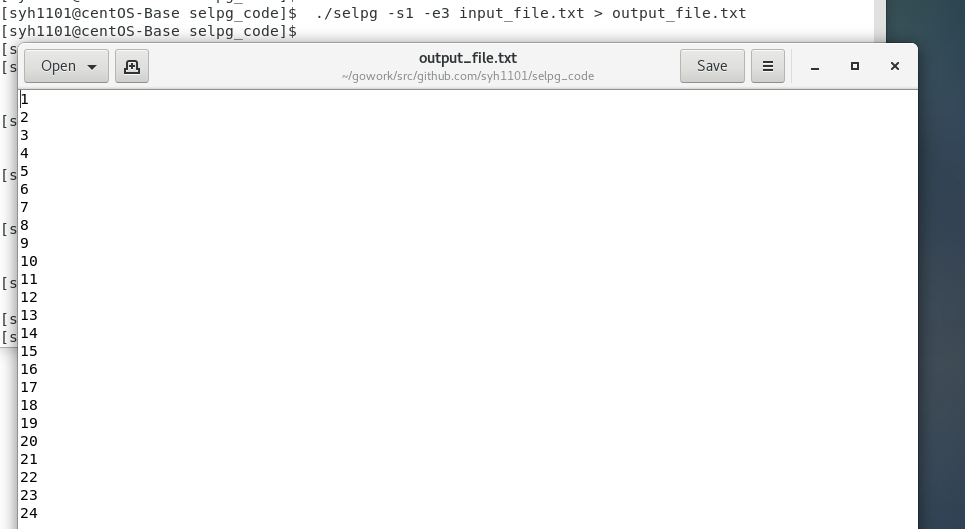 [syh1101@centOS-Base selpg_code]$  ./selpg -s1 -e3 input_file.txt > output_file.txt
[syh1101@centOS-Base selpg_code]$
[s
[s
[s
[s
[s
[s
[s
[s
Open
output_file.txt
~/gowork/src/github.com/syh1101/selpg_code
Save
1
2
3
4
5
6
7
8
9
10
11
12
13
14
15
16
17
18
19
20
21
22
23
24